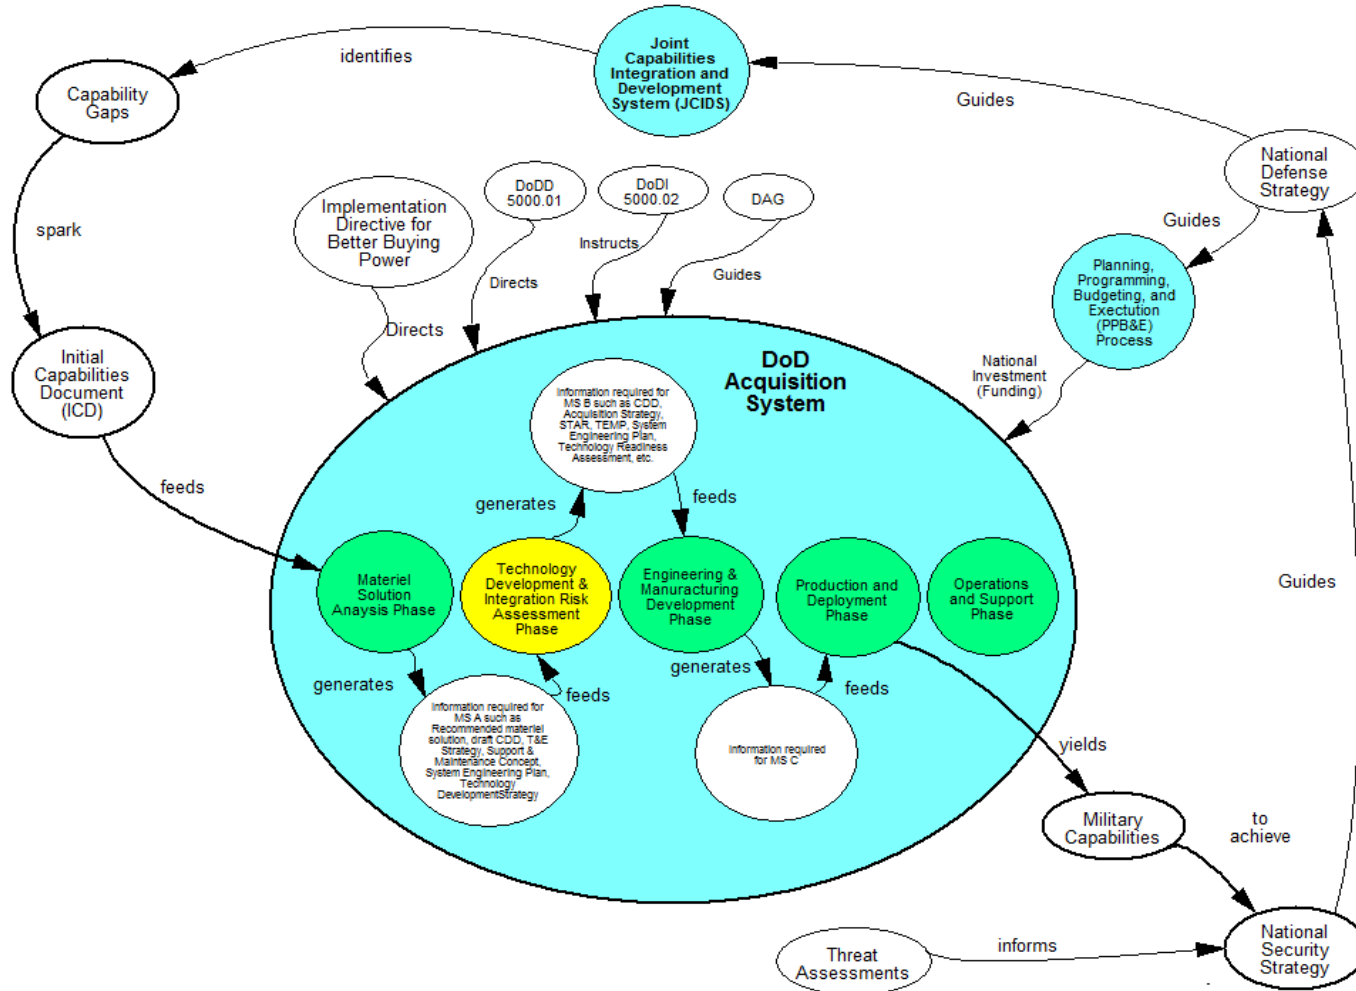 Joint
Capabilities
Integration and
Development
System (JCIDS)
identifies
Guides
Capability
Gaps
National
Defense
Strategy
DoDD
5000.01
DoDI
5000.02
DAG
Implementation
Directive for
Better Buying
Power
spark
Guides
Instructs
Directs
Guides
Planning,
Programming,
Budgeting, and
Exectution
(PPB&E)
Process
Directs
Initial
Capabilities
Document
(ICD)
DoD
Acquisition
System
National
Investment
(Funding)
Information required for
MS B such as CDD,
Acquisition Strategy,
STAR, TEMP, System
Engineering Plan,
Technology Readiness
Assessment, etc.
feeds
generates
feeds
Materiel
Solution
Anaysis Phase
Technology
Development &
Integration Risk
Assessment
Phase
Engineering &
Manuracturing
Development
Phase
Production and
Deployment
Phase
Operations
and Support
Phase
Guides
generates
feeds
generates
feeds
Information required for
MS A such as
Recommended materiel
solution, draft CDD, T&E
Strategy, Support &
Maintenance Concept,
System Engineering Plan,
Technology
DevelopmentStrategy
Information required
for MS C
yields
Military
Capabilities
to
achieve
Threat
Assessments
informs
National
Security
Strategy